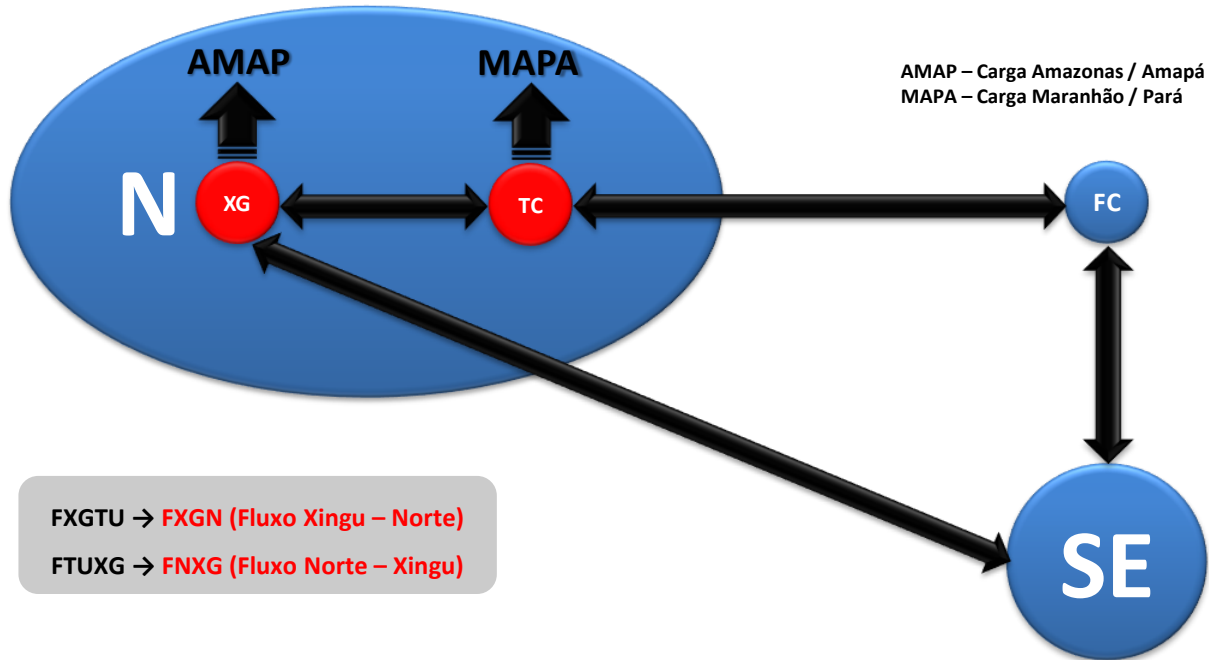 AMAP
MAPA
AMAP – Carga Amazonas / Amapá
MAPA – Carga Maranhão / Pará
N
XG
TC
FC
FXGTU → FXGN (Fluxo Xingu – Norte)
FTUXG → FNXG (Fluxo Norte – Xingu)
SE